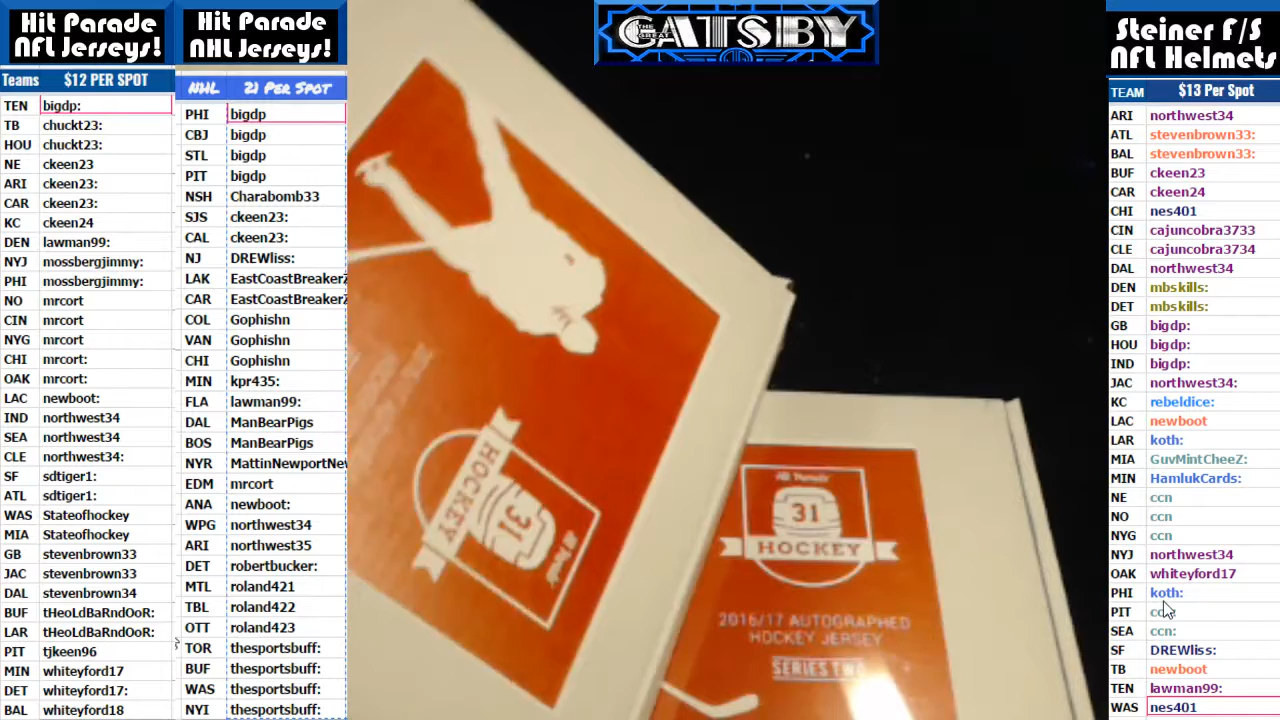 Hit Parade
NFL Jerseys!
Teams $12 PER SPOT
TEN bigdp:
TB chuckt23:
HOU chuckt23:
NE ckeen23
ARI ckeen23:
CAR ckeen23:
KC ckeen24
DEN lawman99:
NYJ mossbergjimmy:
PHI mossbergjimmy:
NO mrcort
CIN mrcort
NYG mrcort
CHI mrcort:
OAK mrcort:
LAC newboot:
IND northwest34
SEA northwest34
CLE northwest34:
SF sdtiger1:
ATL sdtiger1:
WAS Stateofhockey
MIA Stateofhockey
GB stevenbrown33
JAC stevenbrown33
DAL stevenbrown34
BUF tHeoLdBaRndOoR:
LAR tHeoLdBaRndOoR:
PIT tjkeen96
MIN whiteyford17
DET whiteyford17:
BAL whiteyford18
Hit Parade
NHL Jerseys!
NHL 21 PER SPOT
PHI bigdp
CBJ bigdp
STL bigdp
PIT bigdp
NSH Charabomb33
SJS ckeen23:
CAL ckeen23:
NJ DREWliss:
LAK EastCoastBreakerZ
CAR EastCoastBreakerZ
COL Gophishn
VAN Gophishn
CHI Gophishn
MIN kpr435:
FLA lawman99:
DAL ManBearPigs
BOS ManBearPigs
NYR MattinNewportNew
EDM mrcort
ANA newboot:
WPG northwest34
ARI northwest35
DET robertbucker:
MTL roland421
TBL roland422
OTT roland423
TOR thesportsbuff:
BUF thesportsbuff:
WAS thesportsbuff:
NYI thesportsbuff:
THE GREAT
GATSBY
Hit Parade
31
HOCKEY
Hit Parade
31
HOCKEY
2016/17 AUTOGRAPHED
HOCKEY JERSEY
SERIES TWO
Steiner F/S
NFL Helmets
TEAM $13 Per Spot
ARI northwest34
ATL stevenbrown33:
BAL stevenbrown33:
BUF ckeen23
CAR ckeen24
CHI nes401
CIN cajuncobra3733
CLE cajuncobra3734
DAL northwest34
DEN mbskills:
DET mbskills:
GB bigdp:
HOU bigdp:
IND bigdp:
JAC northwest34:
KC rebeldice:
LAC newboot
LAR koth:
MIA GuvMintCheeZ:
MIN HamlukCards:
NE ccn
NO ccn
NYG ccn
NYJ northwest34
OAK whiteyford17
PHI koth:
PIT
SEA ccn:
SF DREWliss:
TB newboot
TEN lawman99:
WAS nes401